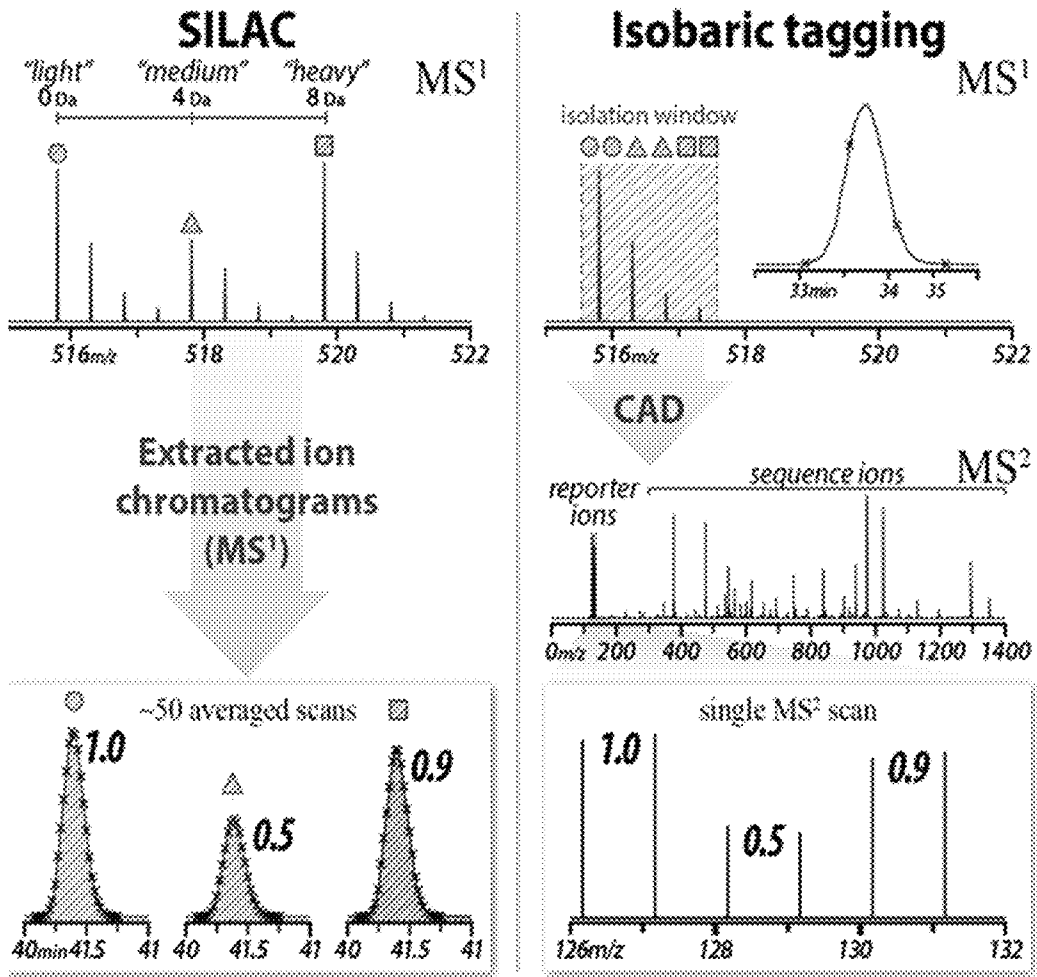 SILAC
"light" "medium" "heavy"
0 Da 4 Da 8 Da
MS¹
516m/z 518 520 522
Extracted ion
chromatograms
(MS¹)
~50 averaged scans
1.0 0.5 0.9
40min 41.5 41 40 41.5 41 40 41.5 41
Isobaric tagging
MS¹
isolation window
33min 34 35
516m/z 518 520 522
CAD
MS²
reporter
ions
sequence ions
0m/z 200 400 600 800 1000 1200 1400
single MS² scan
1.0 0.5 0.9
126m/z 128 130 132